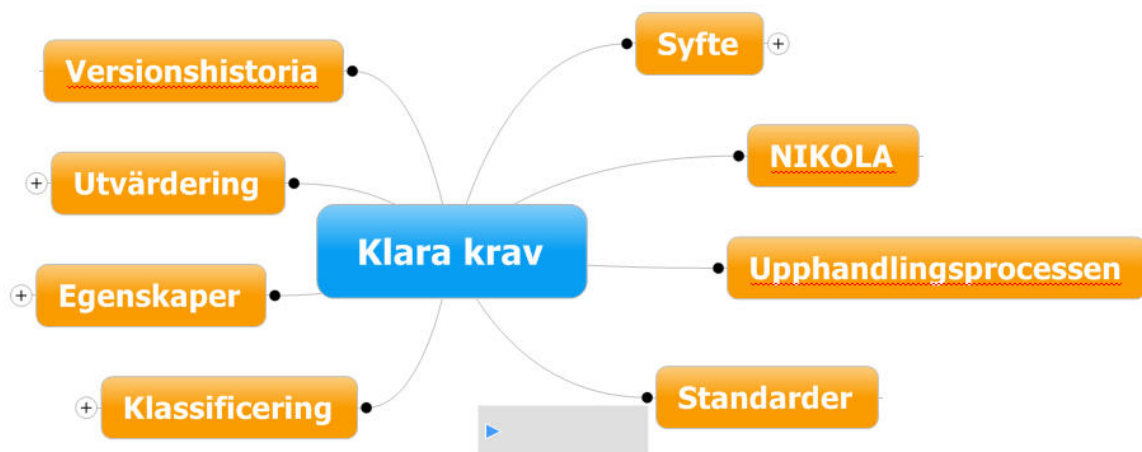 Syfte
Versionshistoria
NIKOLA
Utvärdering
Klara krav
Upphandlingsprocessen
Egenskaper
Standarder
Klassificering